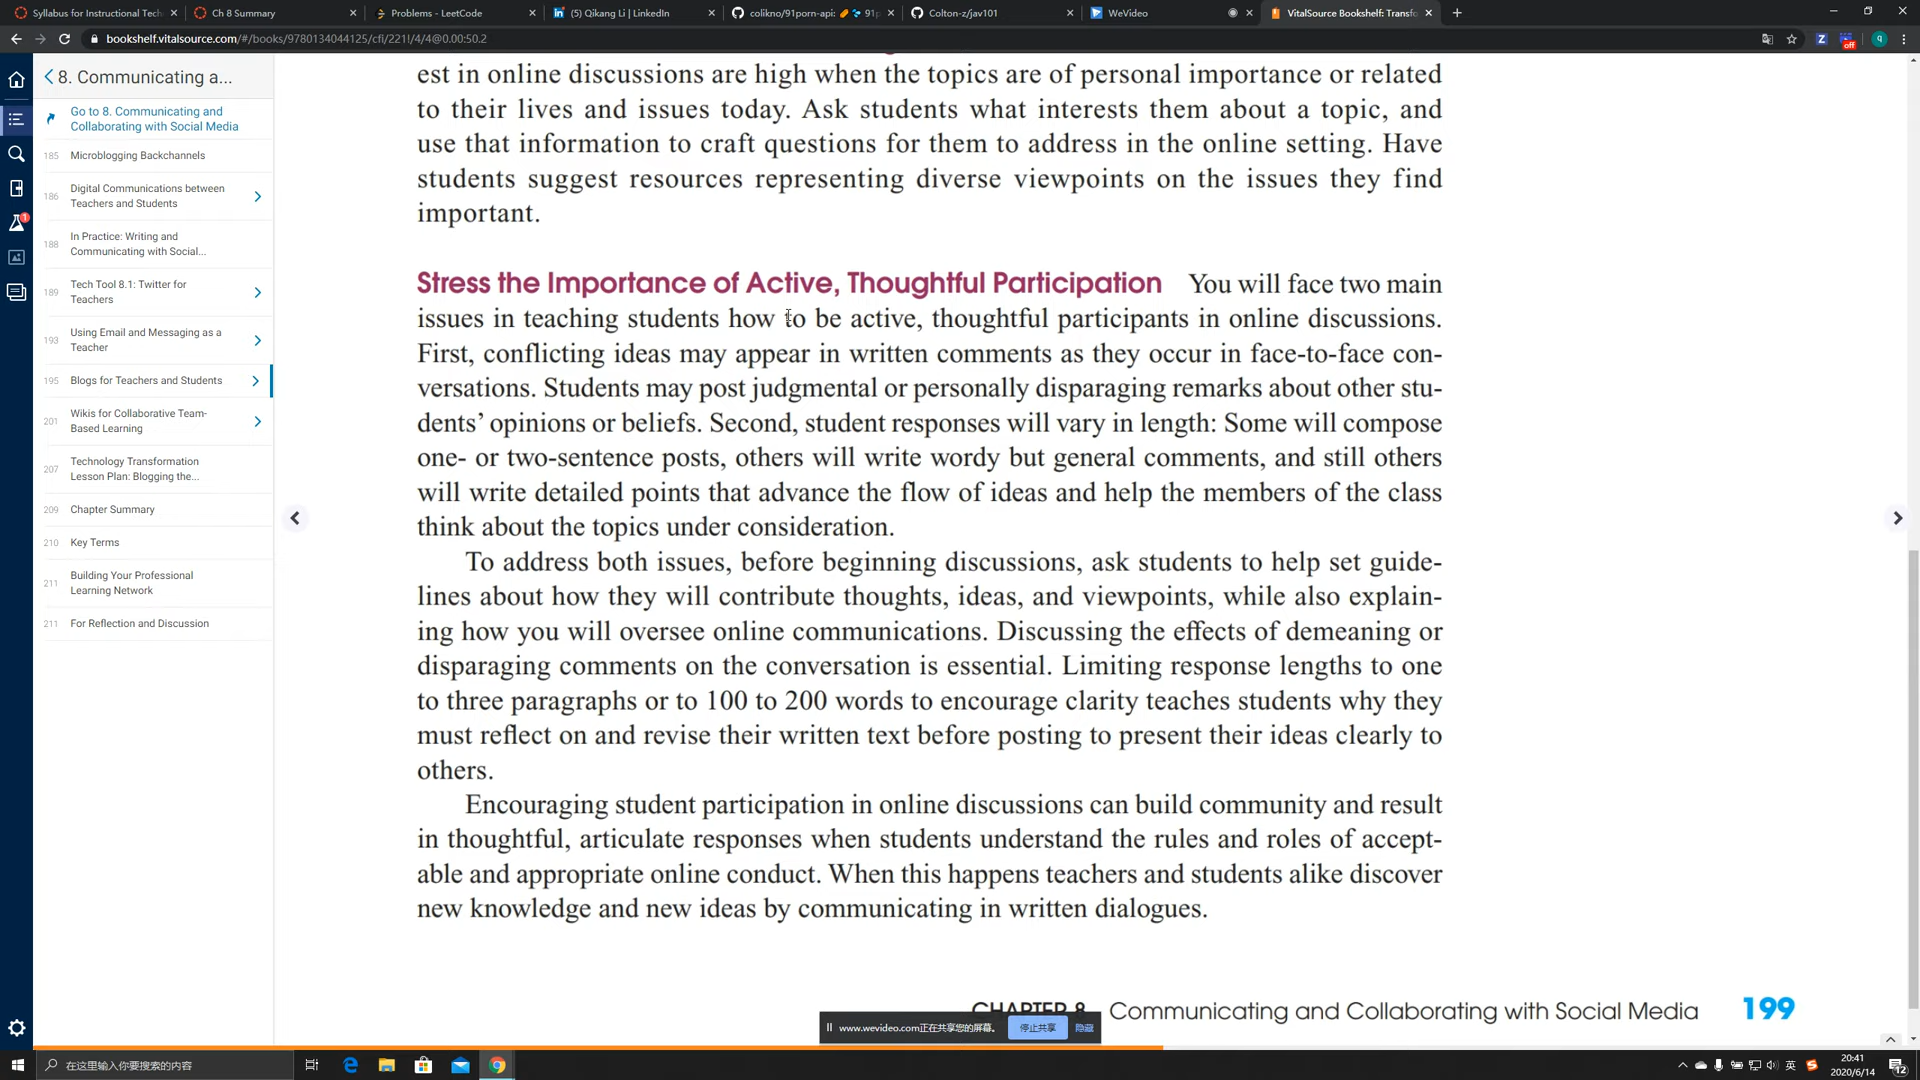 Syllabus for Instructional Tech
Ch 8 Summary
Problems - LeetCode
(5) Qikang Li | LinkedIn
colikno/91porn-api:
91p
Colton-z/jav101
WeVideo
VitalSource Bookshelf: Transfo
bookshelf.vitalsource.com/#/books/9780134044125/cfi/221!/4/4@0.00:50.2
off
q
8. Communicating a...
Go to 8. Communicating and
Collaborating with Social Media
185 Microblogging Backchannels
186 Digital Communications between
Teachers and Students
188 In Practice: Writing and
Communicating with Social...
189 Tech Tool 8.1: Twitter for
Teachers
193 Using Email and Messaging as a
Teacher
195 Blogs for Teachers and Students
201 Wikis for Collaborative Team-
Based Learning
207 Technology Transformation
Lesson Plan: Blogging the...
209 Chapter Summary
210 Key Terms
211 Building Your Professional
Learning Network
211 For Reflection and Discussion
1
est in online discussions are high when the topics are of personal importance or related
to their lives and issues today. Ask students what interests them about a topic, and
use that information to craft questions for them to address in the online setting. Have
students suggest resources representing diverse viewpoints on the issues they find
important.
Stress the Importance of Active, Thoughtful Participation You will face two main
issues in teaching students how to be active, thoughtful participants in online discussions.
First, conflicting ideas may appear in written comments as they occur in face-to-face con-
versations. Students may post judgmental or personally disparaging remarks about other stu-
dents’ opinions or beliefs. Second, student responses will vary in length: Some will compose
one- or two-sentence posts, others will write wordy but general comments, and still others
will write detailed points that advance the flow of ideas and help the members of the class
think about the topics under consideration.
To address both issues, before beginning discussions, ask students to help set guide-
lines about how they will contribute thoughts, ideas, and viewpoints, while also explain-
ing how you will oversee online communications. Discussing the effects of demeaning or
disparaging comments on the conversation is essential. Limiting response lengths to one
to three paragraphs or to 100 to 200 words to encourage clarity teaches students why they
must reflect on and revise their written text before posting to present their ideas clearly to
others.
Encouraging student participation in online discussions can build community and result
in thoughtful, articulate responses when students understand the rules and roles of accept-
able and appropriate online conduct. When this happens teachers and students alike discover
new knowledge and new ideas by communicating in written dialogues.
CHAPTER 8 Communicating and Collaborating with Social Media 199
www.wevideo.com正在共享您的屏幕。 停止共享 隐藏
在这里输入你要搜索的内容
英
20:41
2020/6/14
12